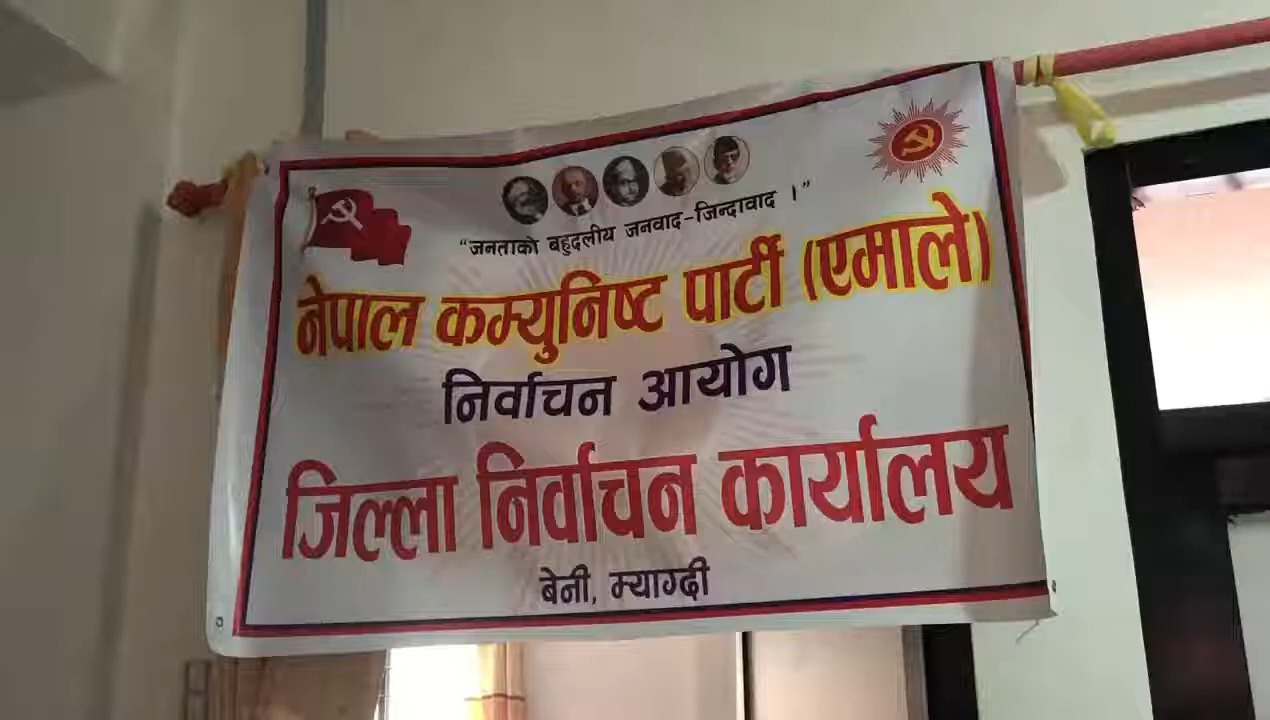 “जनताको बहुदलीय जनवाद-जिन्दावाद ।”
नेपाल कम्युनिष्ट पार्टी (एमाले)
निर्वाचन आयोग
जिल्ला निर्वाचन कार्यालय
बेनी, म्याग्दी